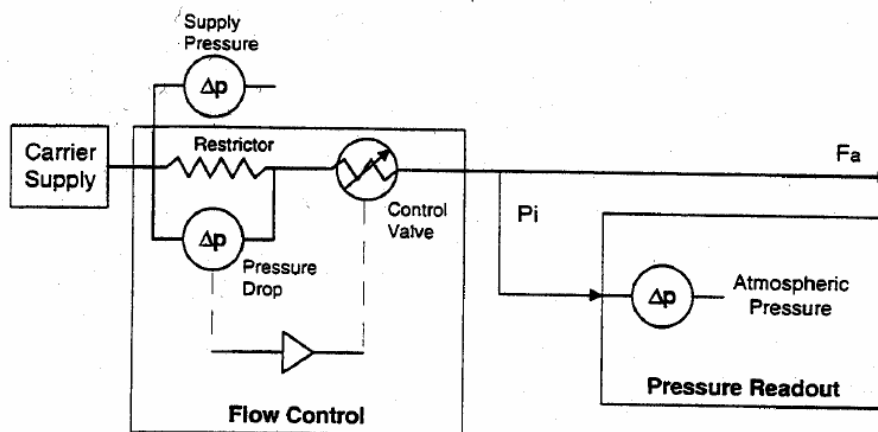 Supply
Pressure
Δp
Carrier
Supply
Restrictor
Fa
Control
Valve
Pi
Δp
Pressure
Drop
Δp
Atmospheric
Pressure
Flow Control
Pressure Readout